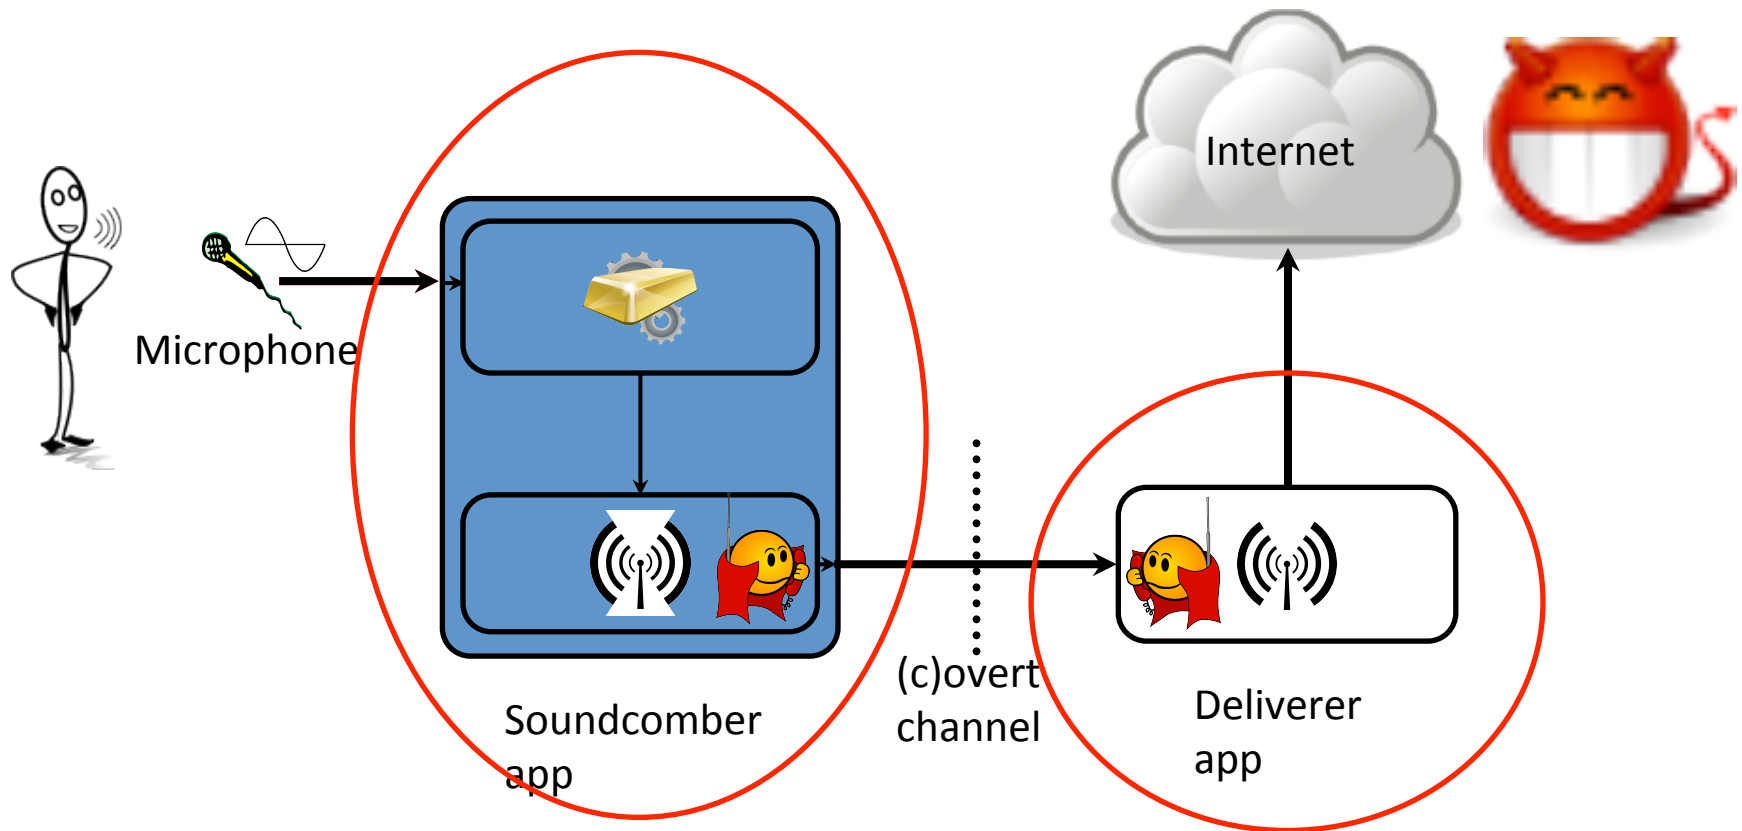 Internet
Microphone
(c)overt
channel
Soundcomber
app
Deliverer
app